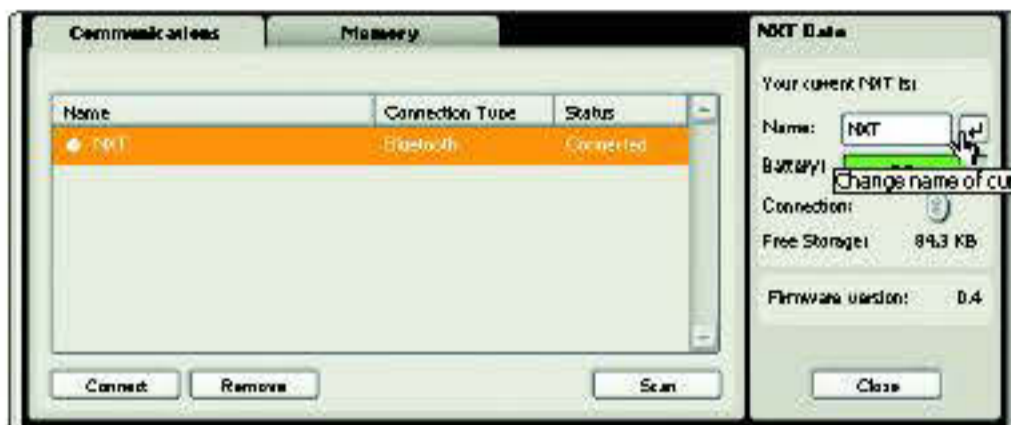 Communications Memory
Name Connection Type Status
NXT Bluetooth Connected
Connect Remove Scan
NXT Data
Your current NXT is:
Name: NXT
Battery:
Change name of cu
Connection:
Free Storage: 84.3 KB
Firmware version: 0.4
Close